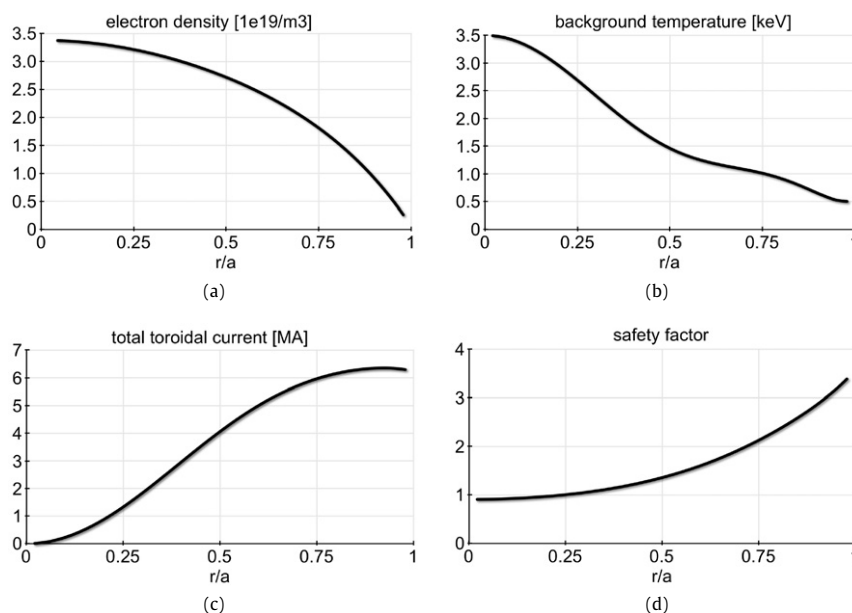 electron density [1e19/m3]
3.5
3.0
2.5
2.0
1.5
1.0
0.5
0
0 0.25 0.5 0.75 1
r/a
(a)
background temperature [keV]
3.5
3.0
2.5
2.0
1.5
1.0
0.5
0
0 0.25 0.5 0.75 1
r/a
(b)
total toroidal current [MA]
7
6
5
4
3
2
1
0
0 0.25 0.5 0.75 1
r/a
(c)
safety factor
4
3
2
1
0
0 0.25 0.5 0.75 1
r/a
(d)